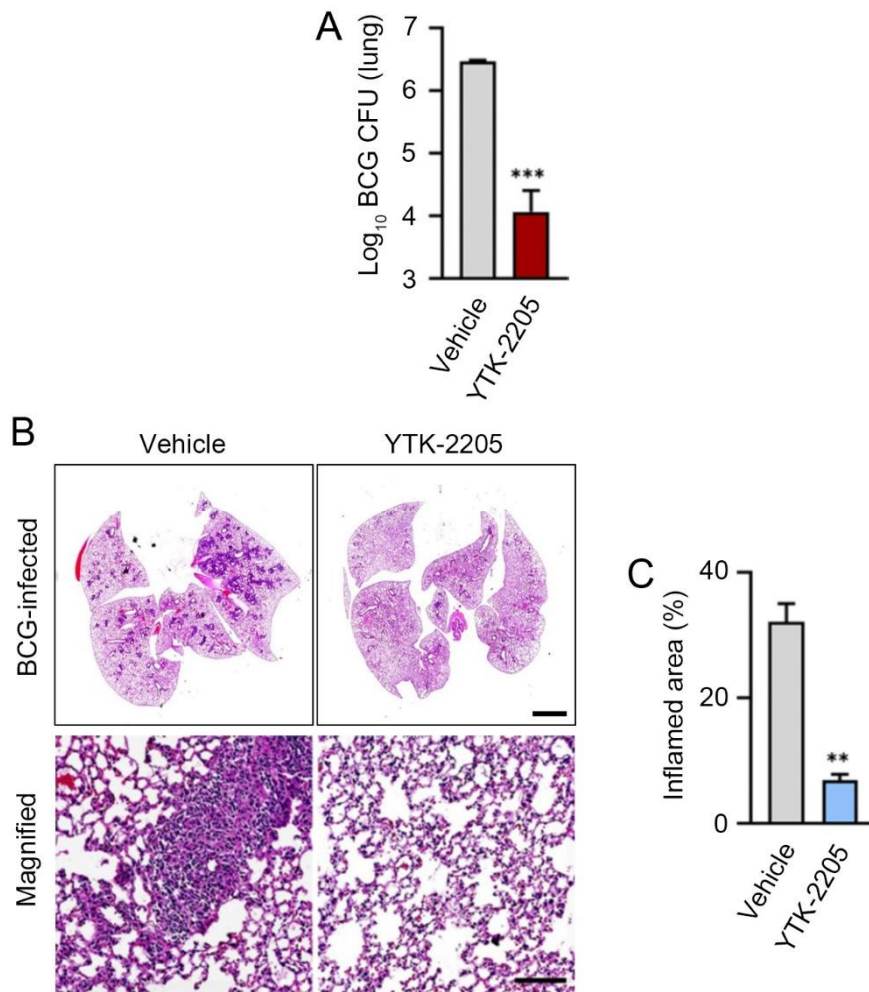 A
Log₁₀ BCG CFU (lung)
7
6
5
4
3
***
Vehicle
YTK-2205
B
Vehicle
YTK-2205
BCG-infected
Magnified
C
Inflamed area (%)
40
20
0
**
Vehicle
YTK-2205